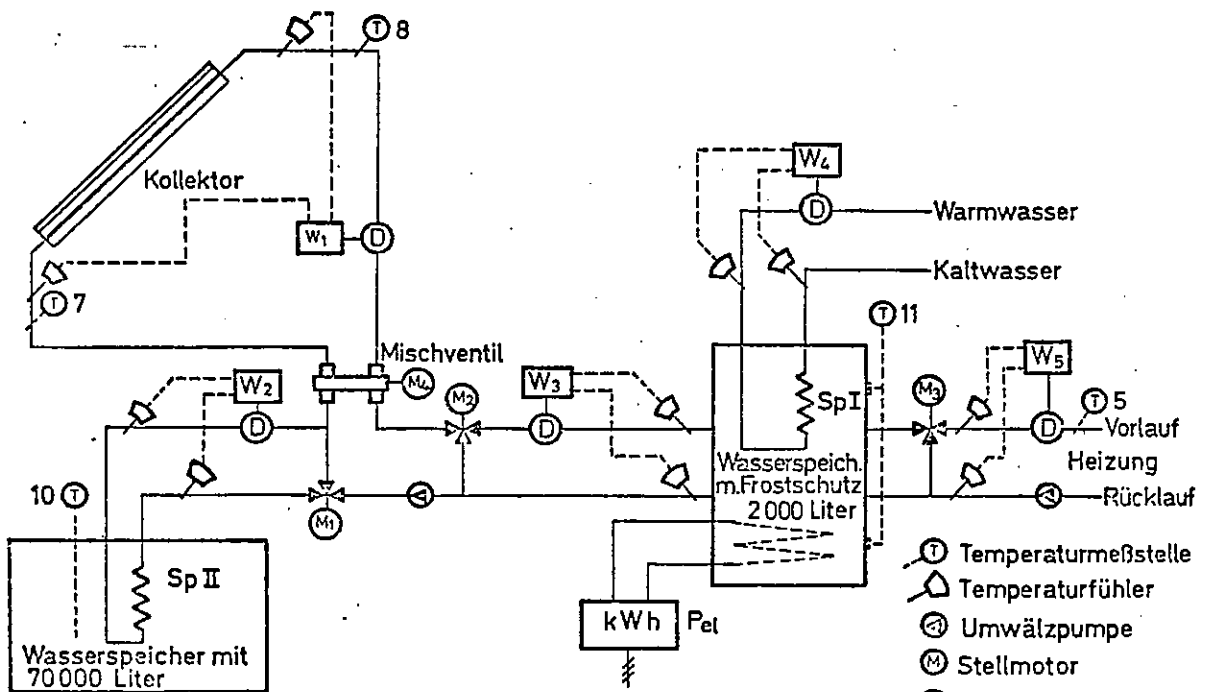 T 8
Kollektor
W1
D
W4
D
Warmwasser
Kaltwasser
T 7
T 11
Mischventil
M4
W2
D
M2
W3
D
SpI
M3
W5
D
T 5
Vorlauf
Heizung
Rücklauf
Wasserspeich.
m.Frostschutz
2000 Liter
10 T
M1
SpII
Wasserspeicher mit
70000 Liter
kWh
Pel
T Temperaturmeßstelle
Temperaturfühler
Umwälzpumpe
M Stellmotor